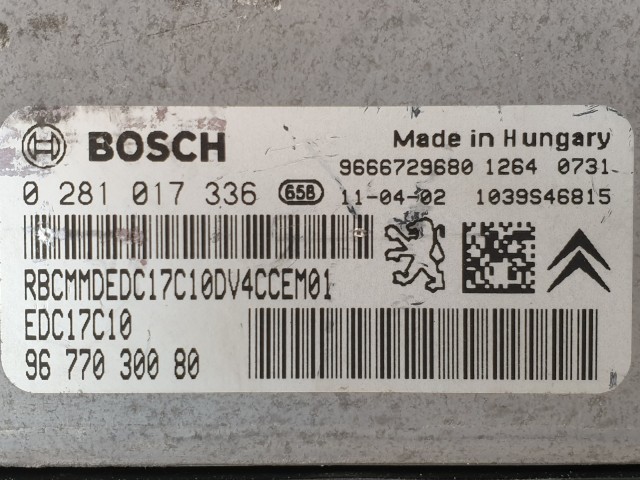 BOSCH
Made in Hungary
9666729680 1264 0731
0 281 017 336 658 11-04-02 1039S46815
RBCMMDEDC17C10DV4CCEM01
EDC17C10
96 770 300 80